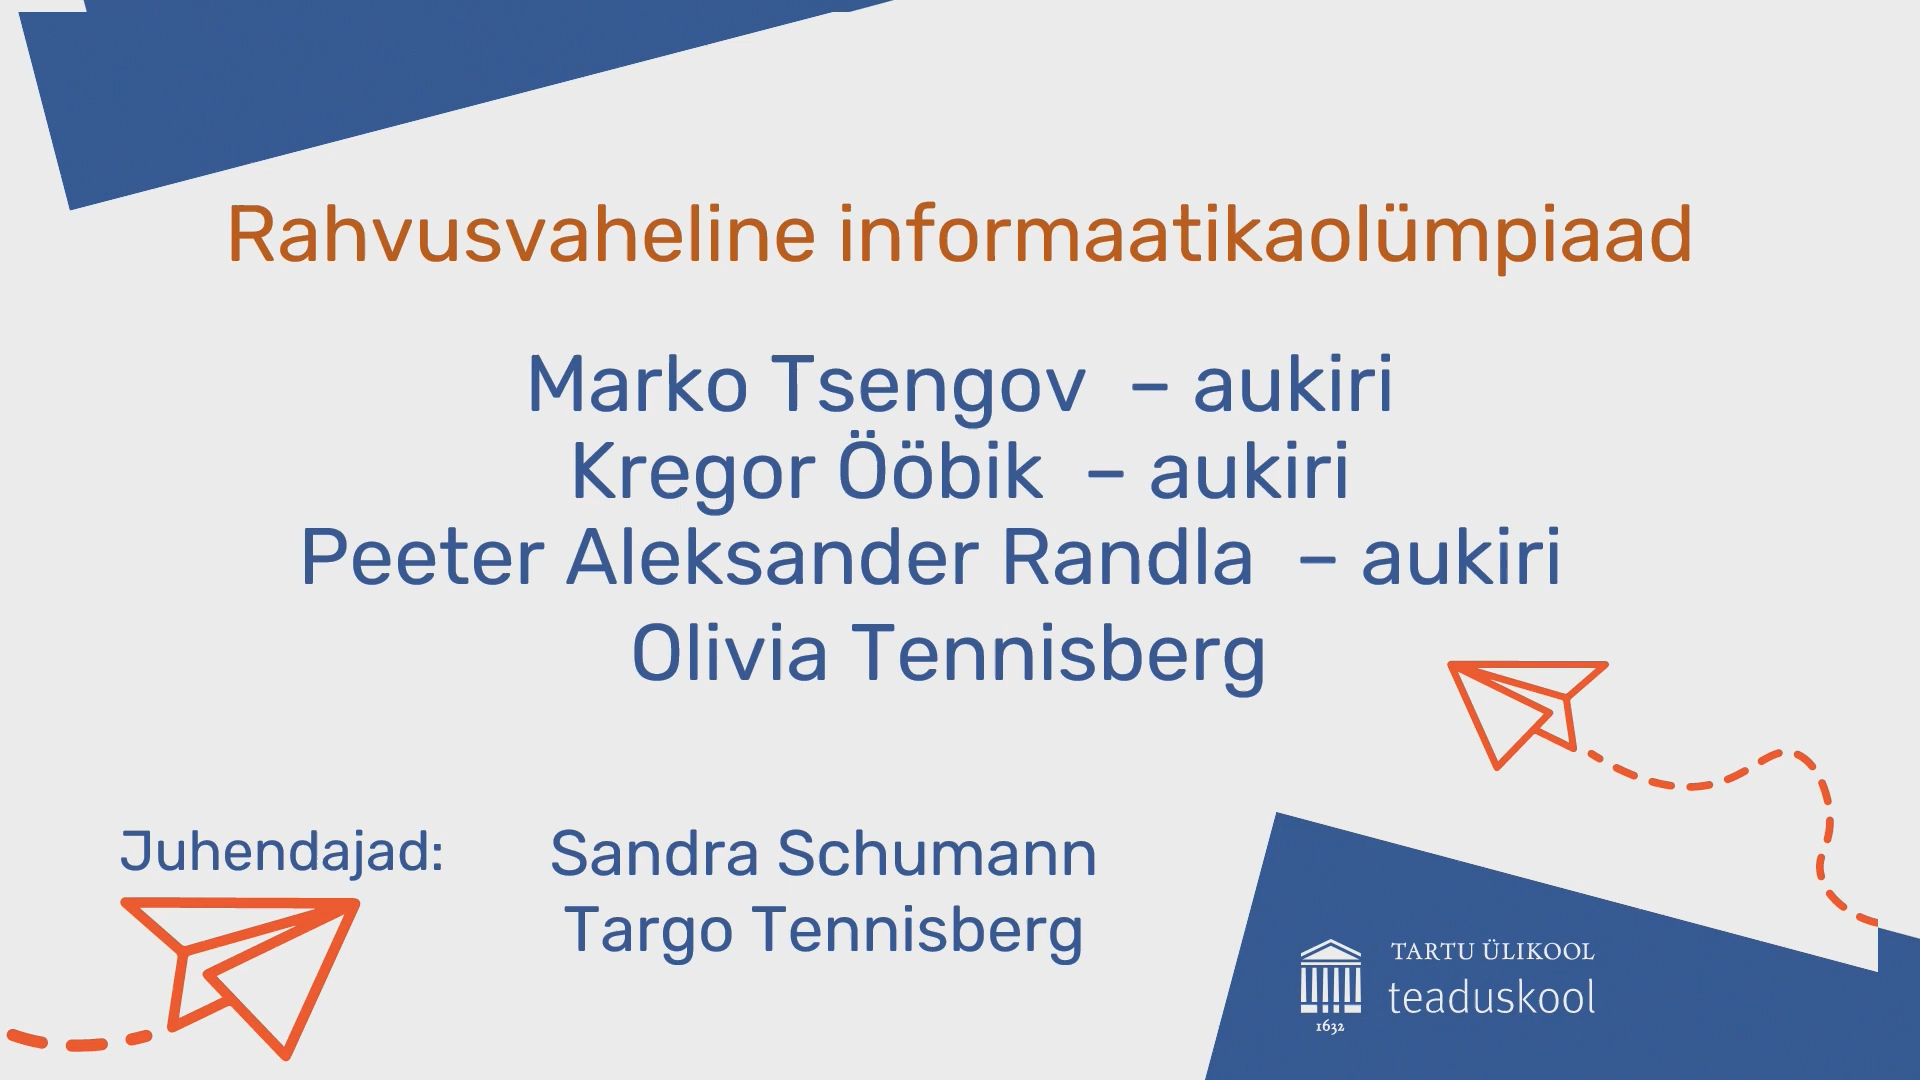 Rahvusvaheline informaatikaolümpiaad
Marko Tsengov – aukiri
Kregor Ööbik – aukiri
Peeter Aleksander Randla – aukiri
Olivia Tennisberg
Juhendajad:
Sandra Schumann
Targo Tennisberg
1632
TARTU ÜLIKOOL
teaduskool